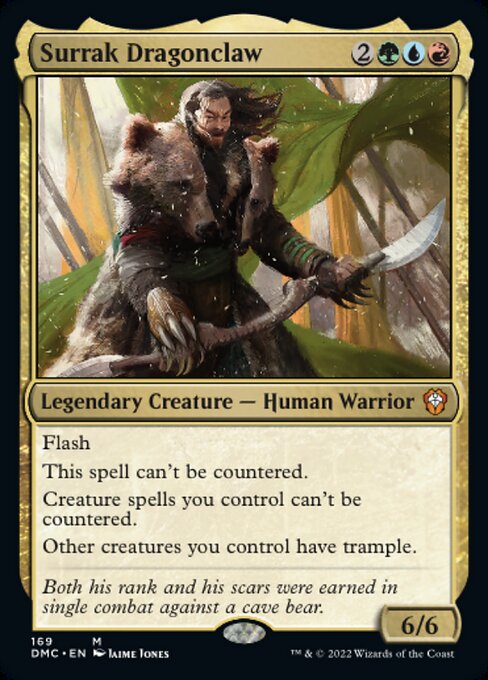 Surrak Dragonclaw 2
Legendary Creature — Human Warrior
Flash
This spell can't be countered.
Creature spells you control can't be
countered.
Other creatures you control have trample.
Both his rank and his scars were earned in
single combat against a cave bear.
6/6
169 M
DMC • EN Jaime Jones
™ & © 2022 Wizards of the Coast